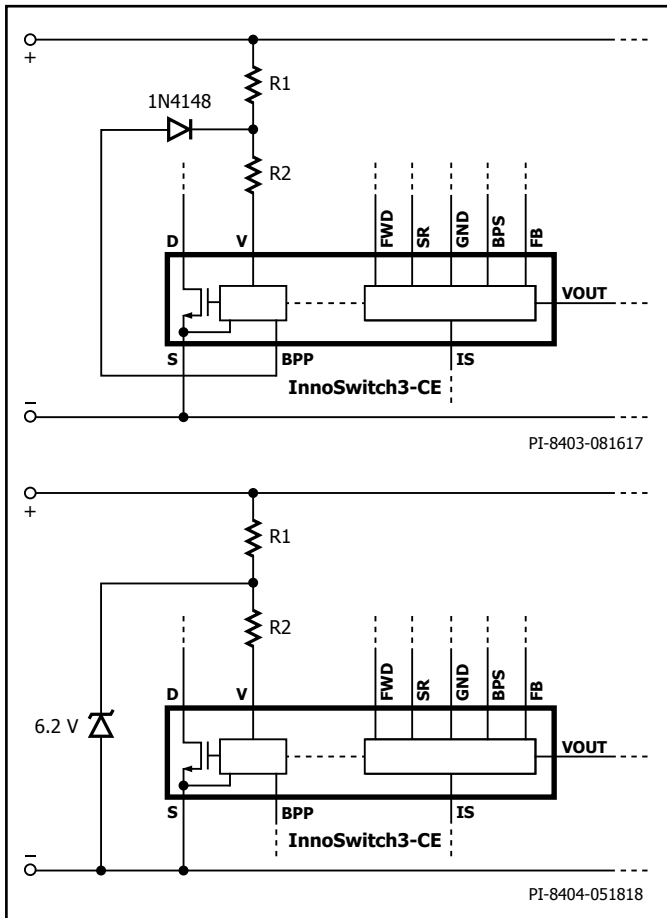 +
R1
1N4148
R2
D
V
FWD
SR
GND
BPS
FB
VOUT
S
BPP
IS
InnoSwitch3-CE
−
PI-8403-081617
+
R1
R2
6.2 V
D
V
FWD
SR
GND
BPS
FB
VOUT
S
BPP
IS
InnoSwitch3-CE
−
PI-8404-051818